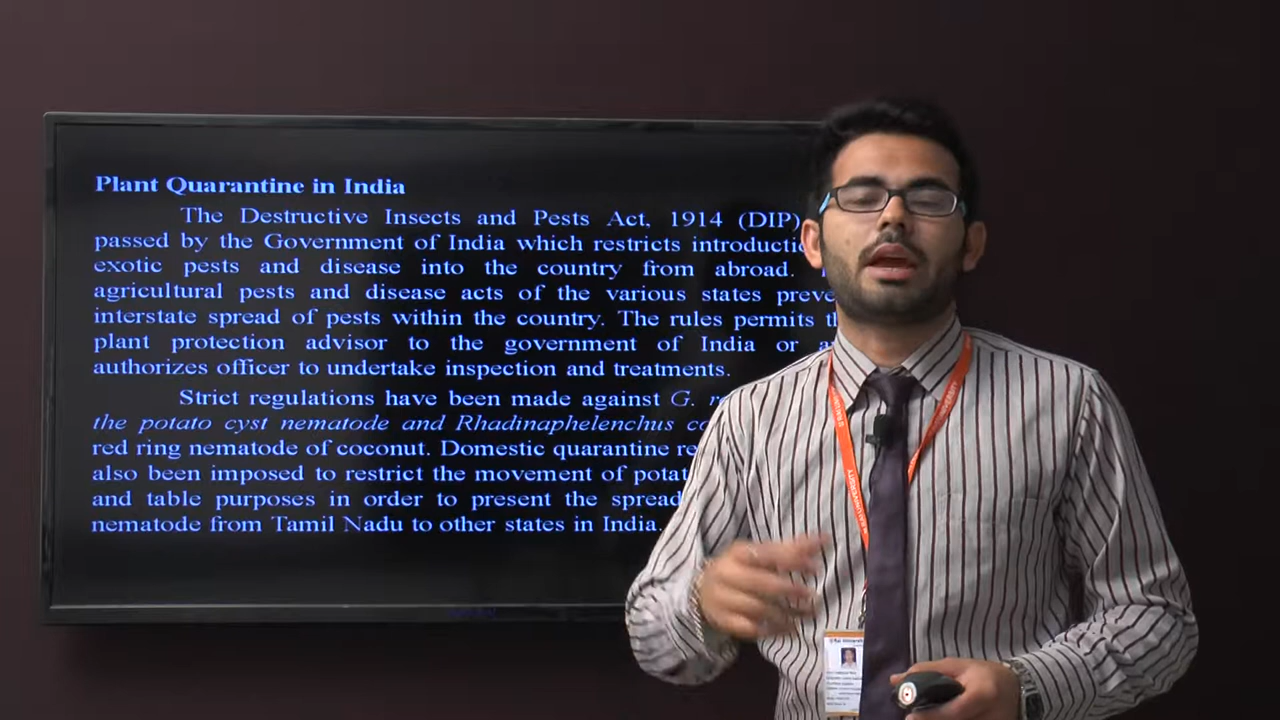 Plant Quarantine in India
The Destructive Insects and Pests Act, 1914 (DIP)
passed by the Government of India which restricts
exotic pests and disease into the country from abroad.
agricultural pests and disease acts of the various states
interstate spread of pests within the country. The rules permits
plant protection advisor to the government of India or
authorizes officer to undertake inspection and treatments.
Strict regulations have been made against G.
the potato cyst nematode and Rhadinaphelenchus
red ring nematode of coconut. Domestic quarantine
also been imposed to restrict the movement of
and table purposes in order to present the spread
nematode from Tamil Nadu to other states in India.